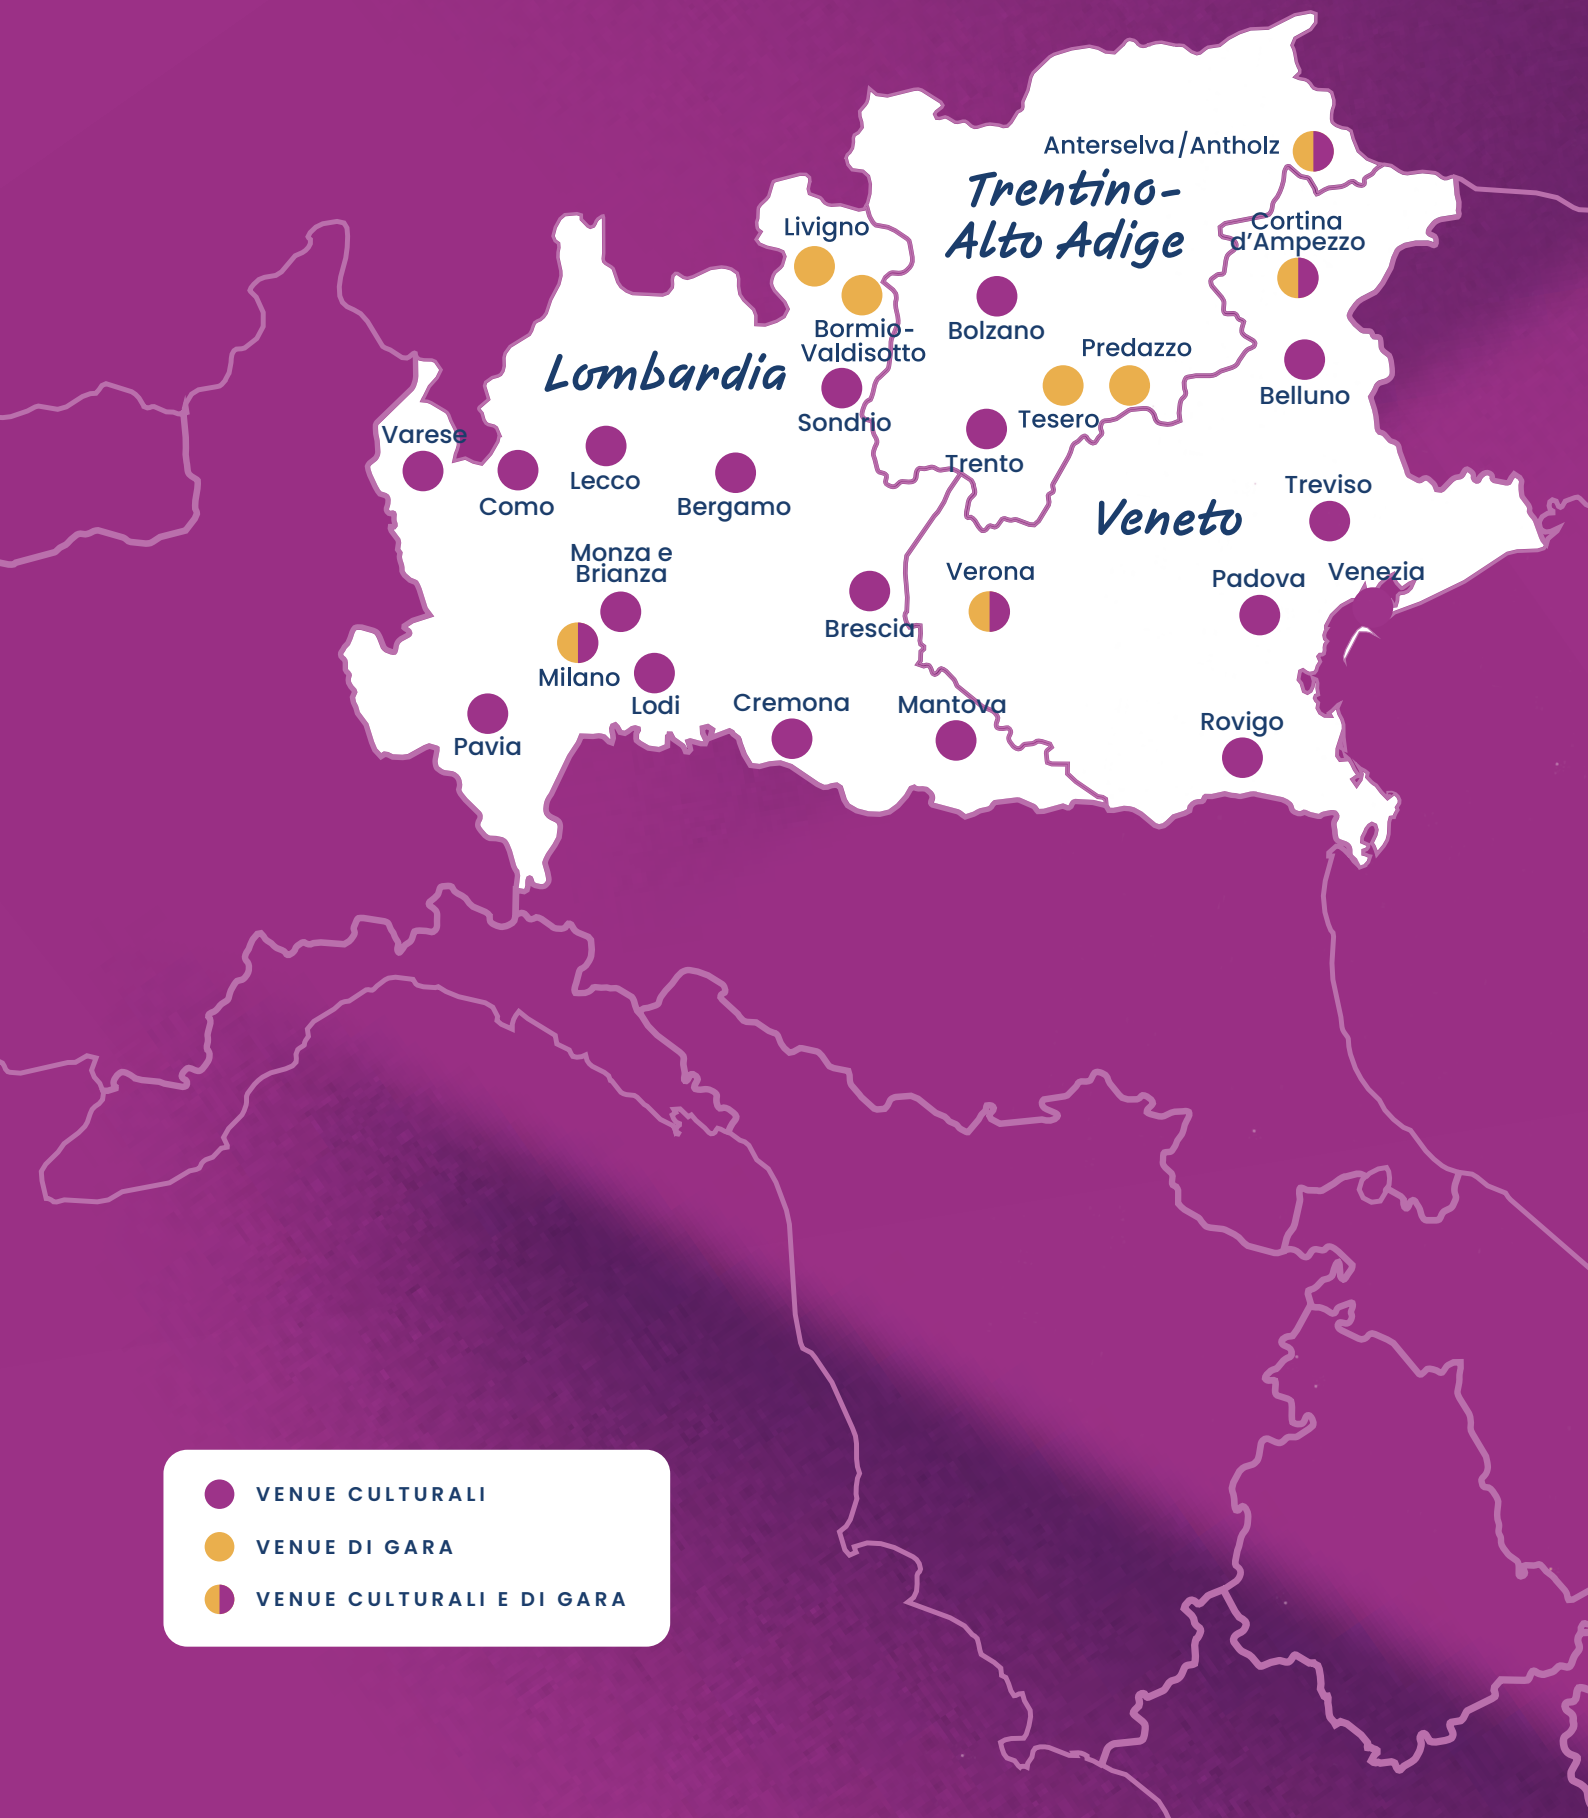 Anterselva/Antholz
Trentino-
Alto Adige
Cortina
d'Ampezzo
Livigno
Bormio-
Valdisotto
Bolzano
Predazzo
Lombardia
Belluno
Sondrio
Tesero
Varese
Trento
Lecco
Como
Bergamo
Treviso
Veneto
Monza e
Brianza
Verona
Padova
Venezia
Brescia
Milano
Lodi
Cremona
Mantova
Pavia
Rovigo
VENUE CULTURALI
VENUE DI GARA
VENUE CULTURALI E DI GARA